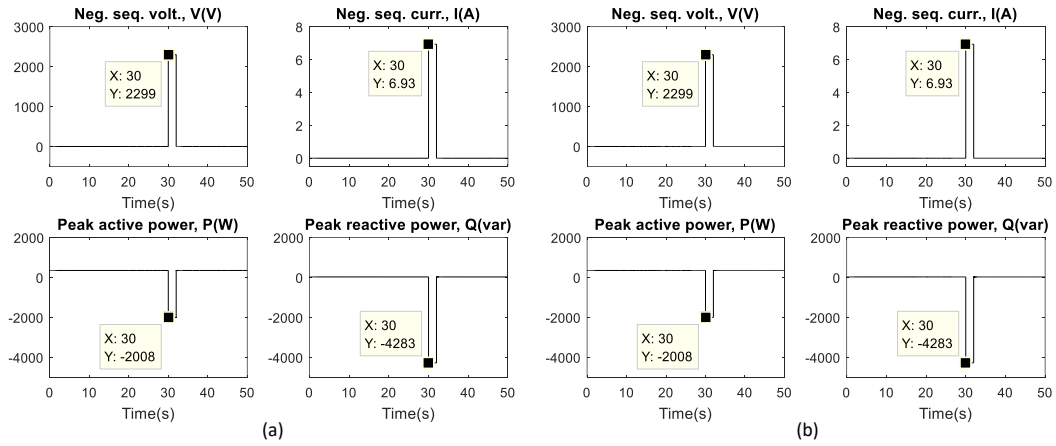 Neg. seq. volt., V(V)
3000
2000
1000
0
X: 30
Y: 2299
0 10 20 30 40 50
Time(s)
Neg. seq. curr., I(A)
8
6
4
2
0
X: 30
Y: 6.93
0 10 20 30 40 50
Time(s)
Peak active power, P(W)
2000
0
-2000
-4000
X: 30
Y: -2008
0 10 20 30 40 50
Time(s)
Peak reactive power, Q(var)
2000
0
-2000
-4000
X: 30
Y: -4283
0 10 20 30 40 50
Time(s)
(a)
Neg. seq. volt., V(V)
3000
2000
1000
0
X: 30
Y: 2299
0 10 20 30 40 50
Time(s)
Neg. seq. curr., I(A)
8
6
4
2
0
X: 30
Y: 6.93
0 10 20 30 40 50
Time(s)
Peak active power, P(W)
2000
0
-2000
-4000
X: 30
Y: -2008
0 10 20 30 40 50
Time(s)
Peak reactive power, Q(var)
2000
0
-2000
-4000
X: 30
Y: -4283
0 10 20 30 40 50
Time(s)
(b)